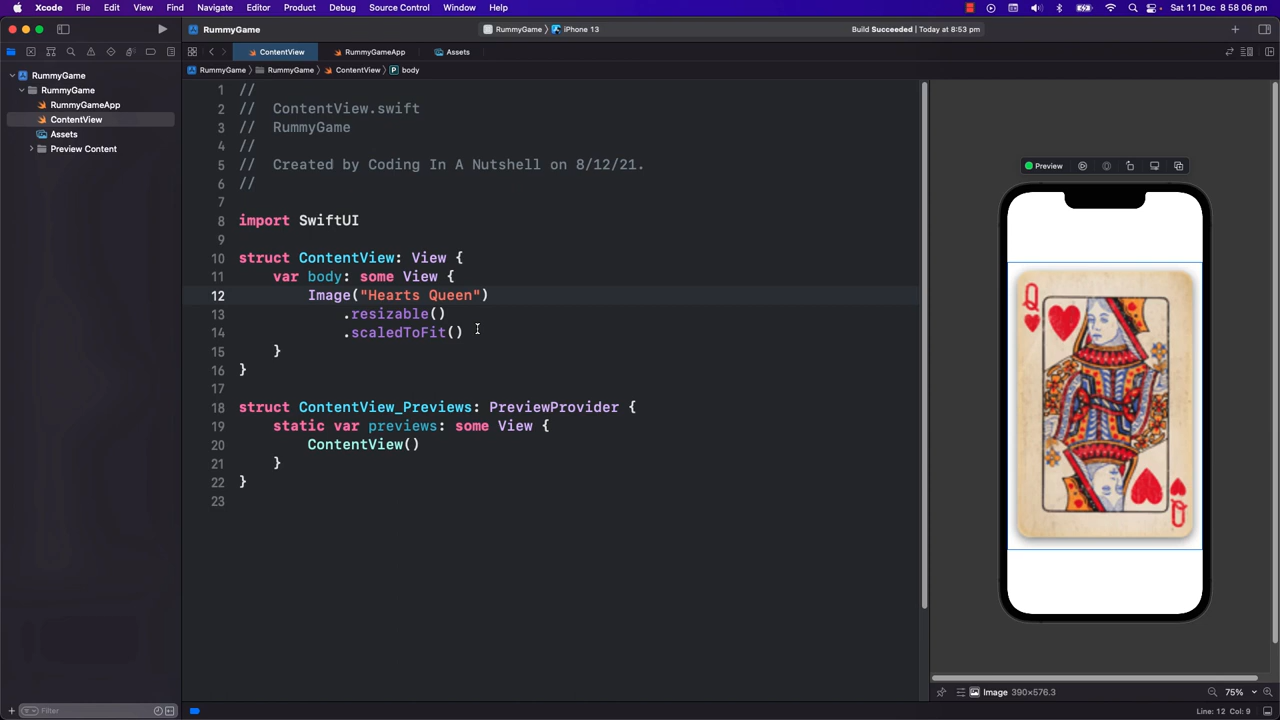 Xcode File Edit View Find Navigate Editor Product Debug Source Control Window Help Sat 11 Dec 8 58 06 pm
RummyGame RummyGame iPhone 13 Build Succeeded | Today at 8:53 pm
ContentView RummyGameApp Assets
RummyGame RummyGame ContentView body
RummyGame
RummyGame
RummyGameApp
ContentView
Assets
Preview Content
1 //
2 // ContentView.swift
3 // RummyGame
4 //
5 // Created by Coding In A Nutshell on 8/12/21.
6 //
7
8 import SwiftUI
9
10 struct ContentView: View {
11 var body: some View {
12 Image("Hearts Queen")
13 .resizable()
14 .scaledToFit()
15 }
16 }
17
18 struct ContentView_Previews: PreviewProvider {
19 static var previews: some View {
20 ContentView()
21 }
22 }
23
Preview
Q
Q
Image 390×576.3 75%
Filter
Line: 12 Col: 9